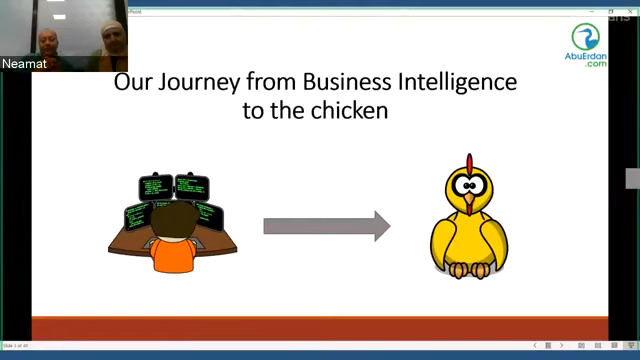 Neamat
AbuErdan
.com
Our Journey from Business Intelligence
to the chicken